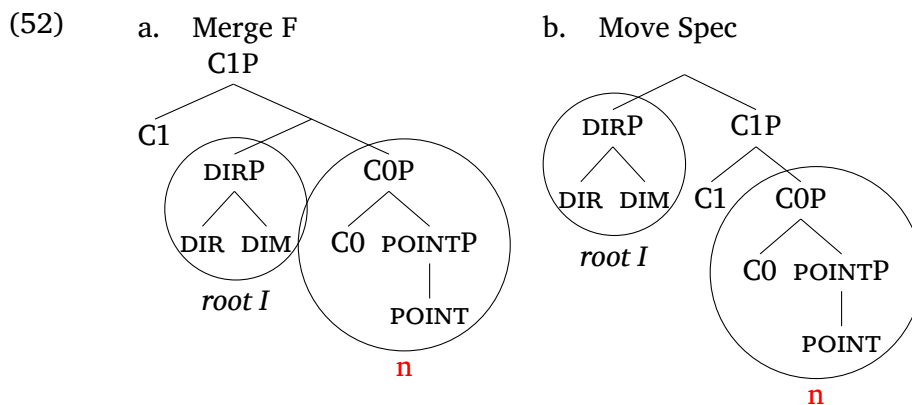 (52) a. Merge F b. Move Spec
C1P
C1
DIRP C0P
DIR DIM C0 POINTP
root I
POINT
n
DIRP C1P
DIR DIM C1 C0P
root I
C0 POINTP
POINT
n